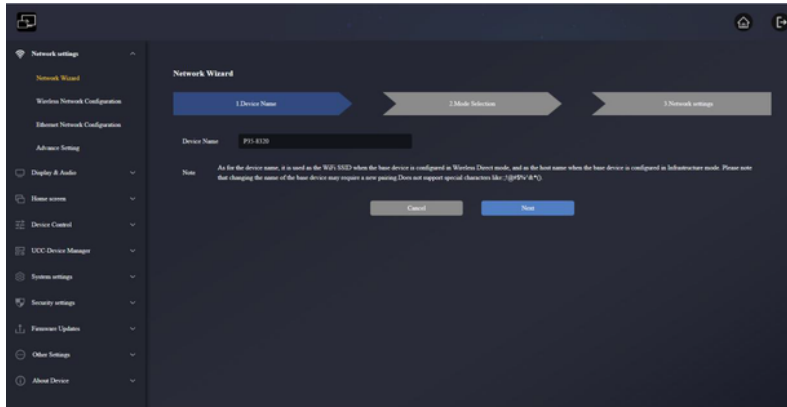 Network settings
Network Wizard
Wireless Network Configuration
Ethernet Network Configuration
Advance Setting
Display & Audio
Home screen
Device Control
UCC-Device Manager
System settings
Security settings
Firmware Updates
Other Settings
About Device
Network Wizard
1.Device Name
2.Mode Selection
3.Network settings
Device Name
P95-8320
Note
As for the device name, it is used as the WiFi SSID when the base device is configured in Wireless Direct mode, and as the host name when the base device is configured in Infrastructure mode. Please note
that changing the name of the base device may require a new pairing.Does not support special characters like
Cancel
Next